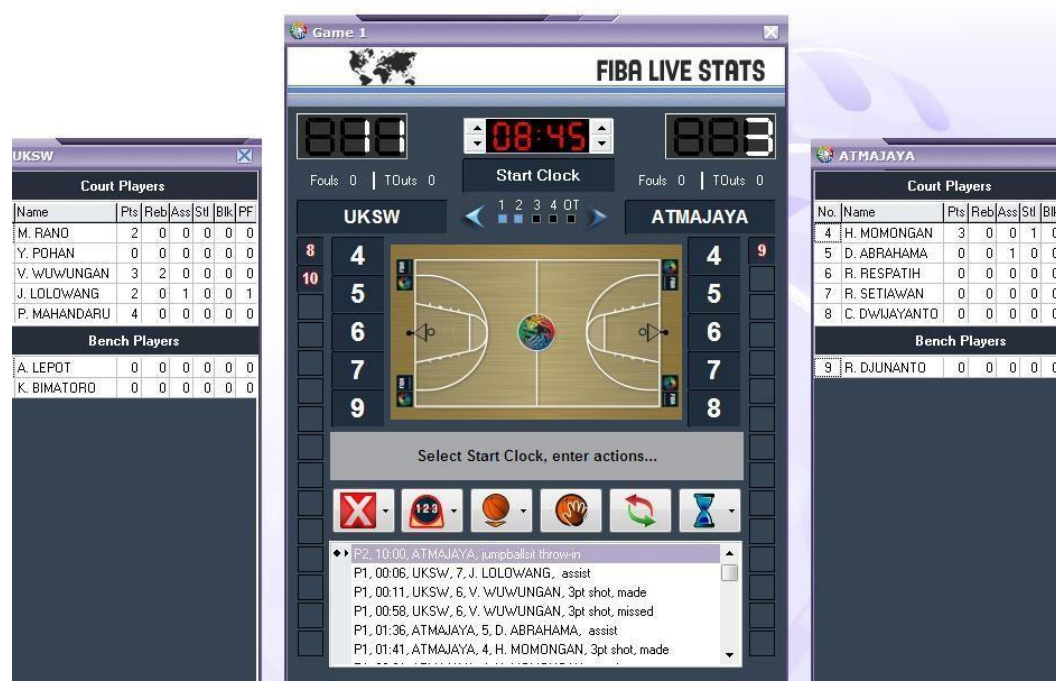 Game 1
FIBA LIVE STATS
11
08:45
3
Fouls 0 TOuts 0
Start Clock
Fouls 0 TOuts 0
UKSW
1 2 3 4 OT
ATMAJAYA
8
10
4
5
6
7
9
4
5
6
7
8
9
Select Start Clock, enter actions...
P2, 10:00, ATMAJAYA, jumpballsit throw-in
P1, 00:06, UKSW, 7, J. LOLOWANG, assist
P1, 00:11, UKSW, 6, V. WUWUNGAN, 3pt shot, made
P1, 00:58, UKSW, 6, V. WUWUNGAN, 3pt shot, missed
P1, 01:36, ATMAJAYA, 5, D. ABRAHAMA, assist
P1, 01:41, ATMAJAYA, 4, H. MOMONGAN, 3pt shot, made
UKSW
Court Players
Name Pts Reb Ass Stl Blk PF
M. RANO 2 0 0 0 0 0
Y. POHAN 0 0 0 0 0 0
V. WUWUNGAN 3 2 0 0 0 0
J. LOLOWANG 2 0 1 0 0 1
P. MAHANDARU 4 0 0 0 0 0
Bench Players
A. LEPOT 0 0 0 0 0 0
K. BIMATORO 0 0 0 0 0 0
ATMAJAYA
Court Players
No. Name Pts Reb Ass Stl Blk
4 H. MOMONGAN 3 0 0 1 0
5 D. ABRAHAMA 0 0 1 0 0
6 R. RESPATIH 0 0 0 0 0
7 R. SETIAWAN 0 0 0 0 0
8 C. DWIJAYANTO 0 0 0 0 0
Bench Players
9 R. DJUNANTO 0 0 0 0 0